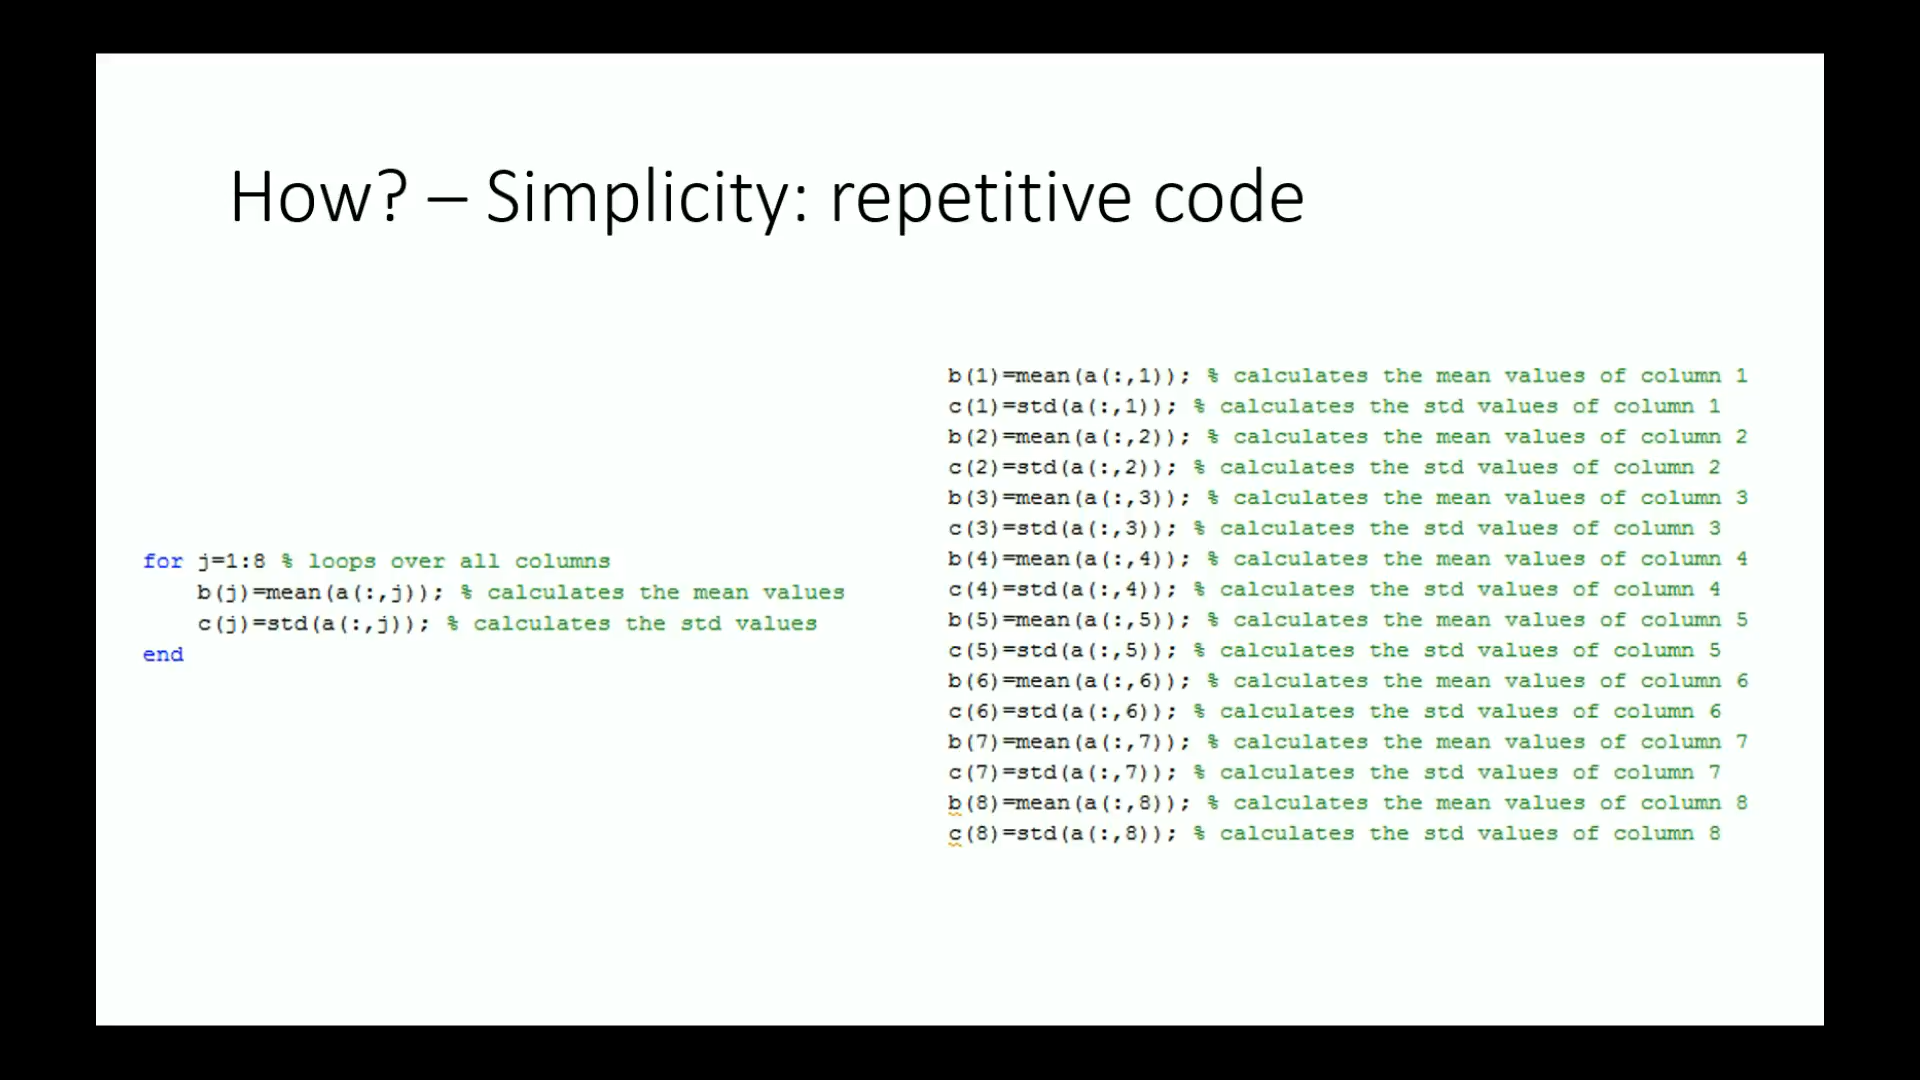 How? – Simplicity: repetitive code
for j=1:8 % loops over all columns
    b(j)=mean(a(:,j)); % calculates the mean values
    c(j)=std(a(:,j)); % calculates the std values
end
b(1)=mean(a(:,1)); % calculates the mean values of column 1
c(1)=std(a(:,1)); % calculates the std values of column 1
b(2)=mean(a(:,2)); % calculates the mean values of column 2
c(2)=std(a(:,2)); % calculates the std values of column 2
b(3)=mean(a(:,3)); % calculates the mean values of column 3
c(3)=std(a(:,3)); % calculates the std values of column 3
b(4)=mean(a(:,4)); % calculates the mean values of column 4
c(4)=std(a(:,4)); % calculates the std values of column 4
b(5)=mean(a(:,5)); % calculates the mean values of column 5
c(5)=std(a(:,5)); % calculates the std values of column 5
b(6)=mean(a(:,6)); % calculates the mean values of column 6
c(6)=std(a(:,6)); % calculates the std values of column 6
b(7)=mean(a(:,7)); % calculates the mean values of column 7
c(7)=std(a(:,7)); % calculates the std values of column 7
b(8)=mean(a(:,8)); % calculates the mean values of column 8
c(8)=std(a(:,8)); % calculates the std values of column 8